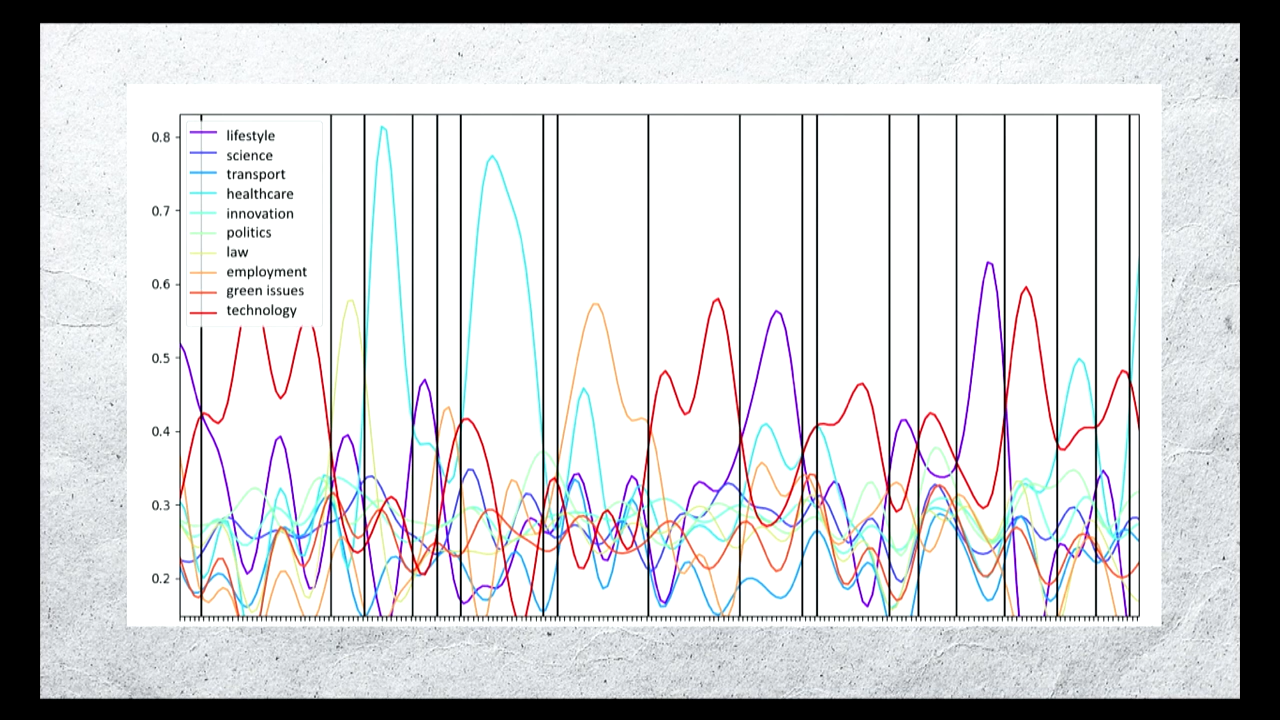 0.8
0.7
0.6
0.5
0.4
0.3
0.2
lifestyle
science
transport
healthcare
innovation
politics
law
employment
green issues
technology